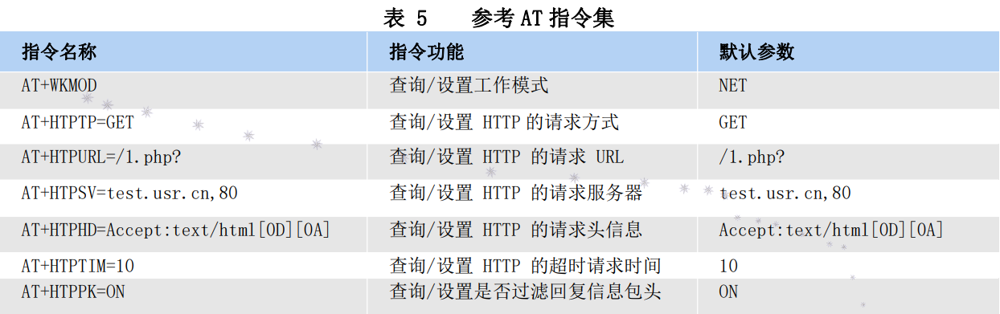 表 5 参考 AT 指令集
指令名称 指令功能 默认参数
AT+WKMOD 查询/设置工作模式 NET
AT+HTPTP=GET 查询/设置 HTTP 的请求方式 GET
AT+HTPURL=/1.php? 查询/设置 HTTP 的请求 URL /1.php?
AT+HTPSV=test.usr.cn,80 查询/设置 HTTP 的请求服务器 test.usr.cn,80
AT+HTPHD=Accept:text/html[0D][0A] 查询/设置 HTTP 的请求头信息 Accept:text/html[0D][0A]
AT+HTPTIM=10 查询/设置 HTTP 的超时请求时间 10
AT+HTPPK=ON 查询/设置是否过滤回复信息包头 ON